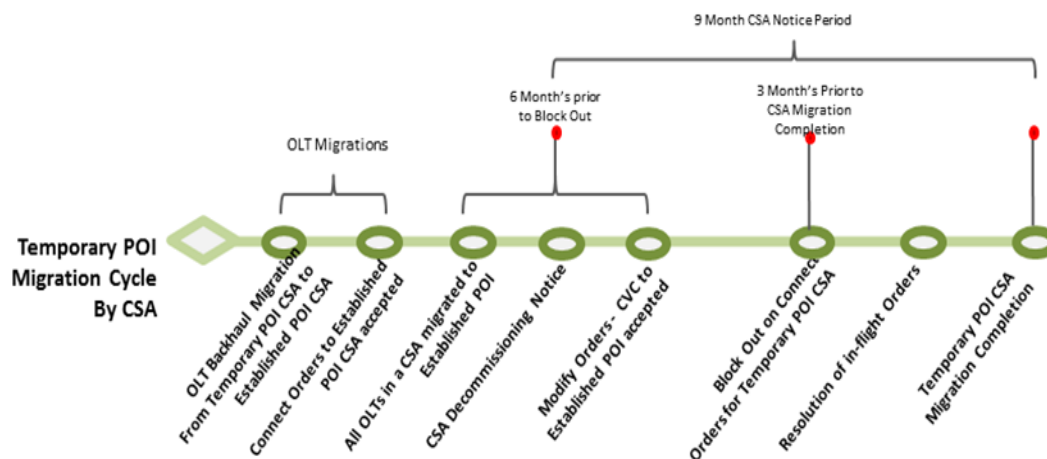 9 Month CSA Notice Period
6 Month's prior
to Block Out
3 Month's Prior to
CSA Migration
Completion
OLT Migrations
Temporary POI
Migration Cycle
By CSA
OLT Backhaul Migration
From Temporary POI CSA to
Established POI CSA
Connect Orders to Established
POI CSA accepted
All OLTs in a CSA migrated to
Established POI
CSA Decommissioning Notice
Modify Orders - CVC to
Established POI accepted
Block Out on Connect
Orders for Temporary POI CSA
Resolution of in-flight Orders
Temporary POI CSA
Migration Completion